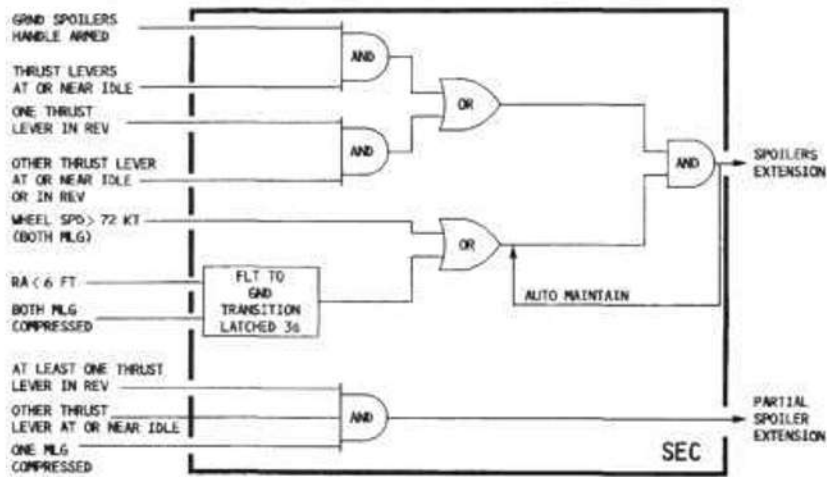 GRND SPOILERS
HANDLE ARMED
THRUST LEVERS
AT OR NEAR IDLE
ONE THRUST
LEVER IN REV
OTHER THRUST LEVER
AT OR NEAR IDLE
OR IN REV
WHEEL SPD > 72 KT
(BOTH MLG)
RA < 6 FT
BOTH MLG
COMPRESSED
AT LEAST ONE THRUST
LEVER IN REV
OTHER THRUST
LEVER AT OR NEAR IDLE
ONE MLG
COMPRESSED
AND
AND
OR
OR
FLT TO
GND
TRANSITION
LATCHED 3s
AND
AUTO MAINTAIN
AND
SPOILERS
EXTENSION
PARTIAL
SPOILER
EXTENSION
SEC